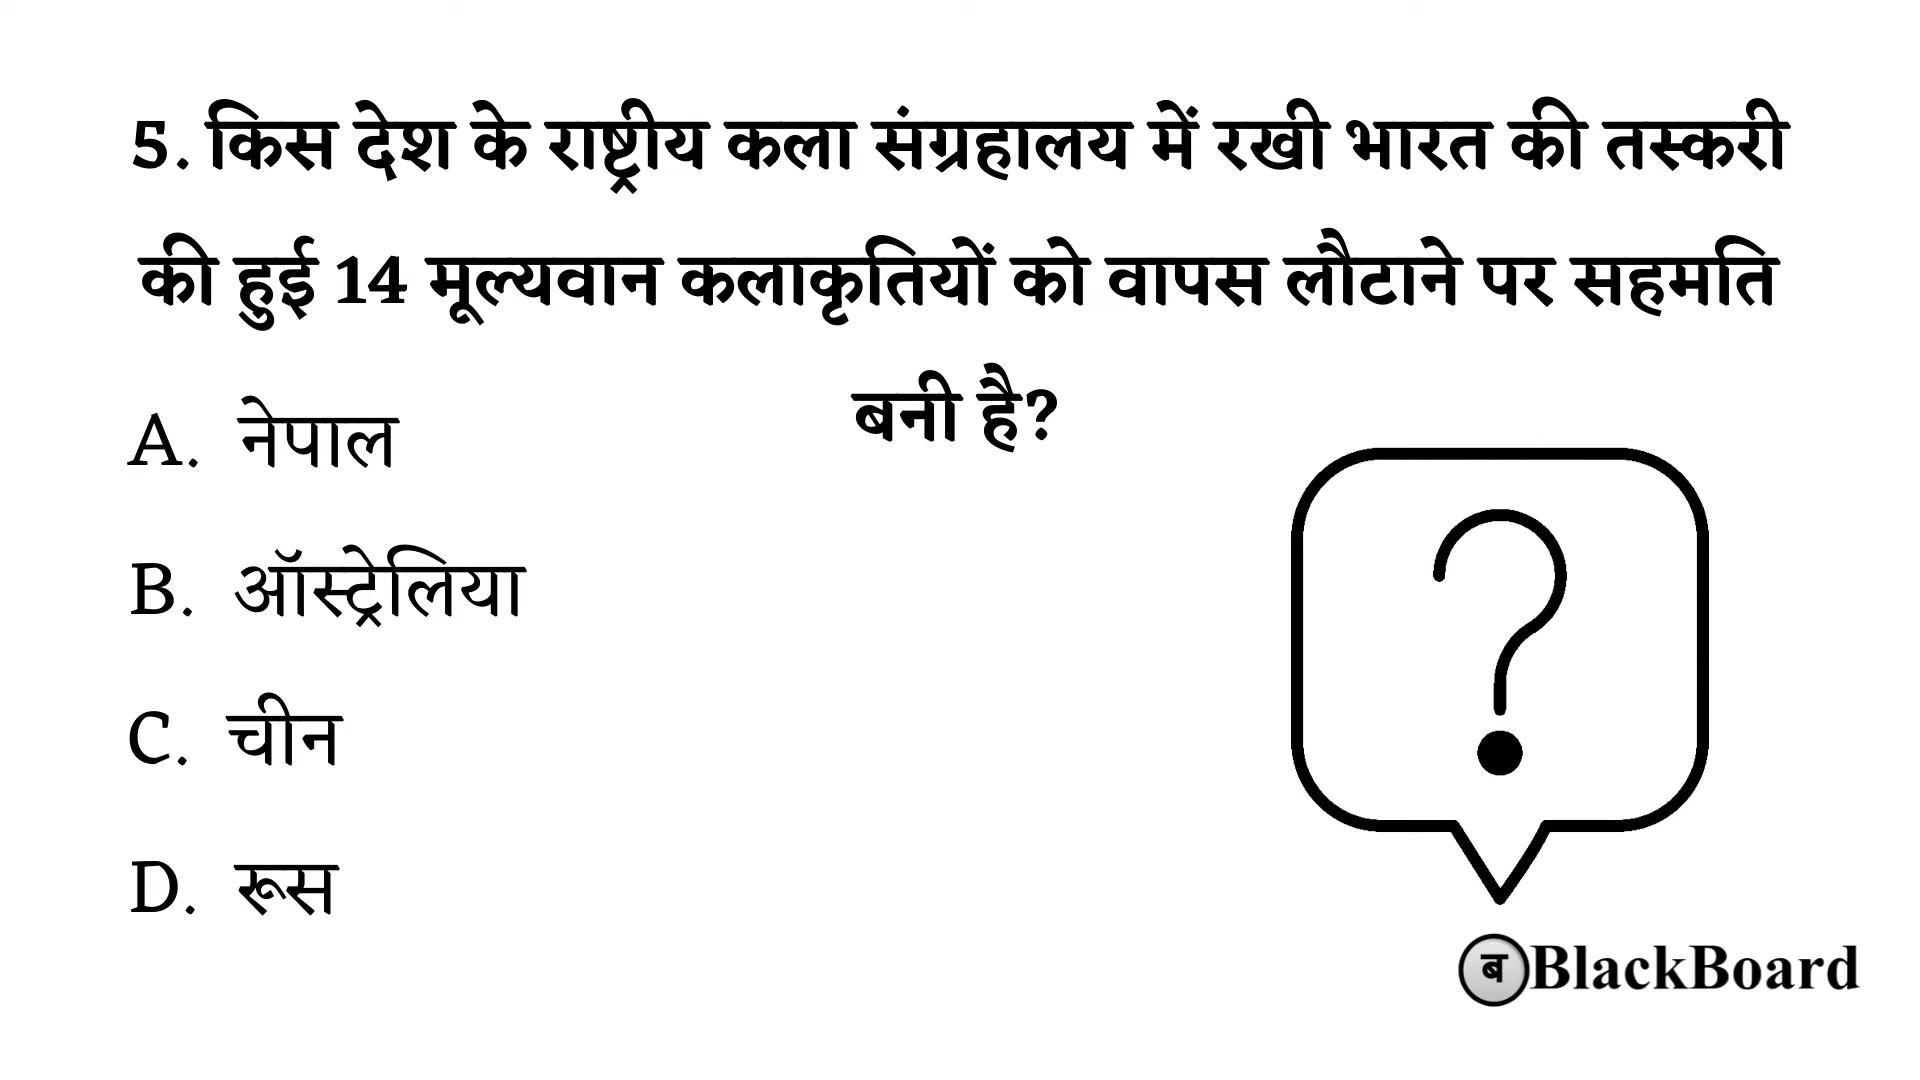 5. किस देश के राष्ट्रीय कला संग्रहालय में रखी भारत की तस्करी
की हुई 14 मूल्यवान कलाकृतियों को वापस लौटाने पर सहमति
बनी है?
A. नेपाल
B. ऑस्ट्रेलिया
C. चीन
D. रूस
?
ब BlackBoard